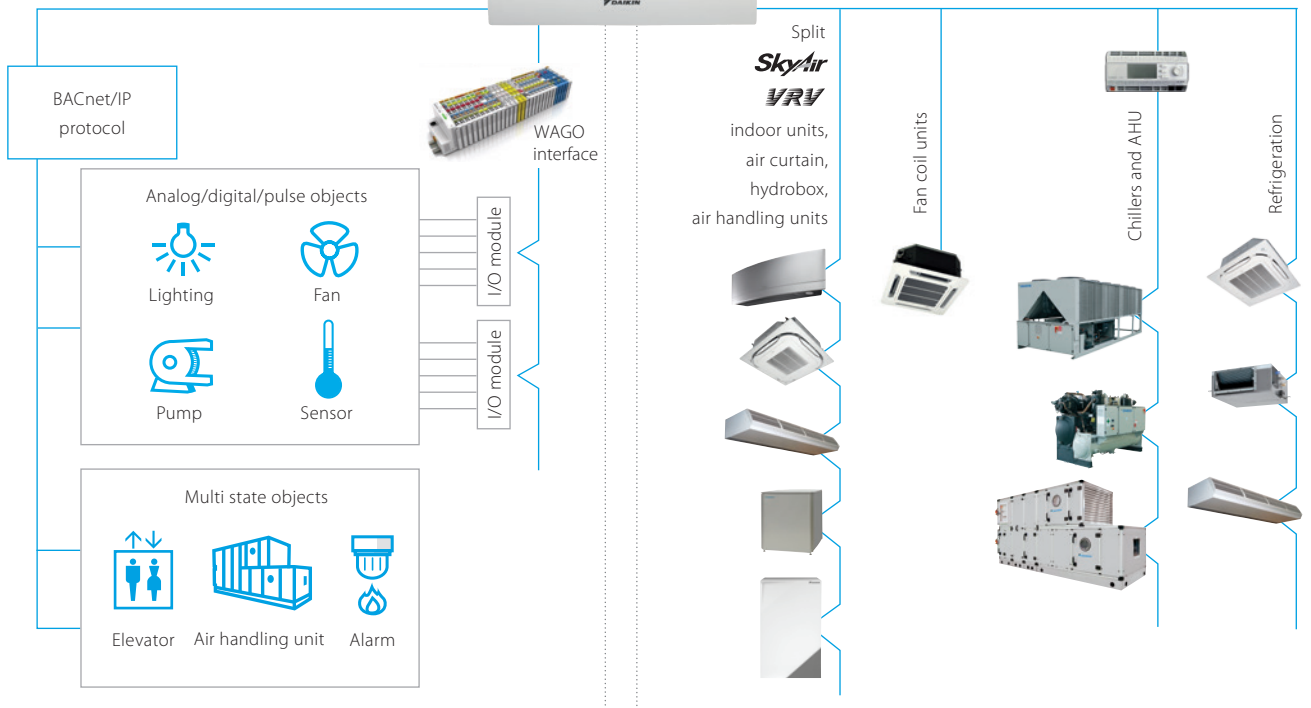 DAIKIN
BACnet/IP
protocol
WAGO
interface
Analog/digital/pulse objects
Lighting
Fan
Pump
Sensor
I/O module
I/O module
Multi state objects
Elevator
Air handling unit
Alarm
Split
SkyAir
VRV
indoor units,
air curtain,
hydrobox,
air handling units
Fan coil units
Chillers and AHU
Refrigeration